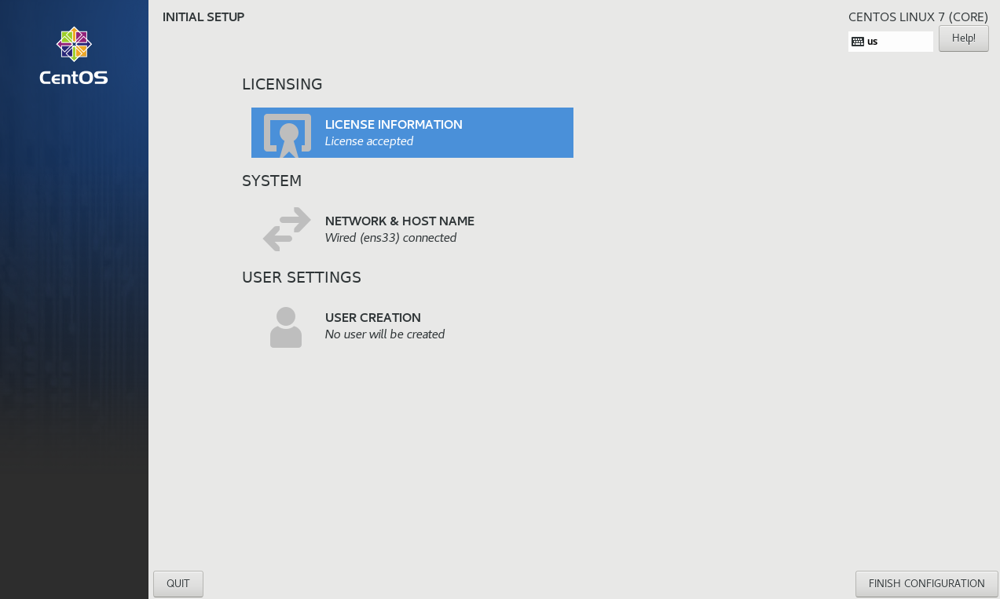 CentOS
INITIAL SETUP
CENTOS LINUX 7 (CORE)
us
Help!
LICENSING
LICENSE INFORMATION
License accepted
SYSTEM
NETWORK & HOST NAME
Wired (ens33) connected
USER SETTINGS
USER CREATION
No user will be created
QUIT
FINISH CONFIGURATION